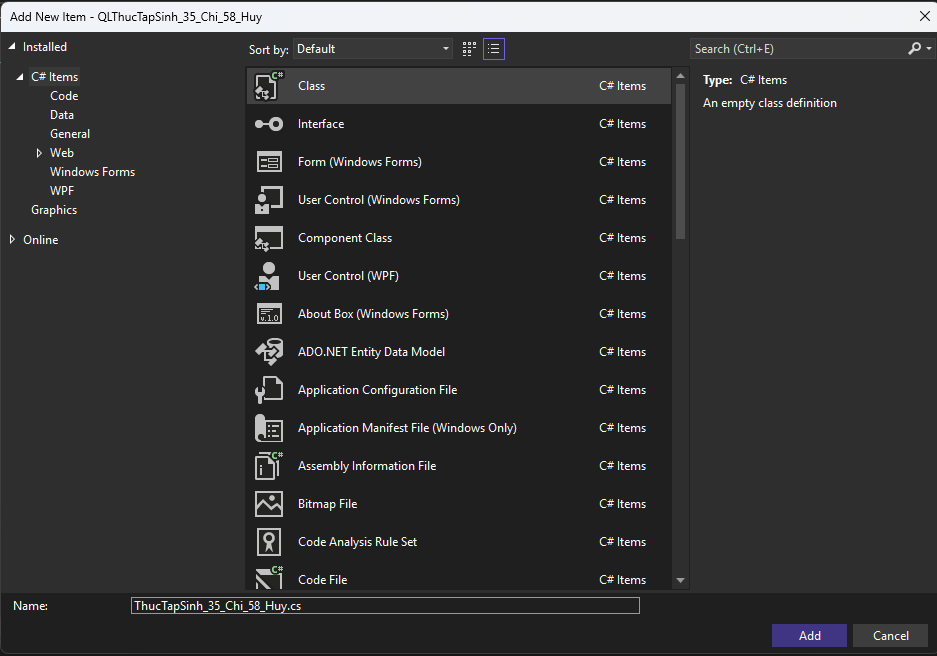 Add New Item - QLThucTapSinh_35_Chi_58_Huy
Installed
C# Items
Code
Data
General
Web
Windows Forms
WPF
Graphics
Online
Sort by: Default
Class C# Items
Interface C# Items
Form (Windows Forms) C# Items
User Control (Windows Forms) C# Items
Component Class C# Items
User Control (WPF) C# Items
About Box (Windows Forms) C# Items
ADO.NET Entity Data Model C# Items
Application Configuration File C# Items
Application Manifest File (Windows Only) C# Items
Assembly Information File C# Items
Bitmap File C# Items
Code Analysis Rule Set C# Items
Code File C# Items
Search (Ctrl+E)
Type: C# Items
An empty class definition
Name: ThucTapSinh_35_Chi_58_Huy.cs
Add Cancel